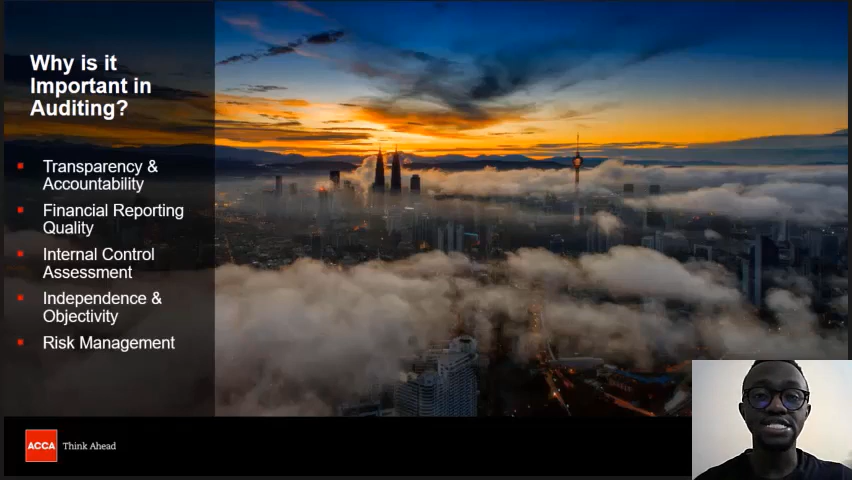 Why is it
Important in
Auditing?
Transparency &
Accountability
Financial Reporting
Quality
Internal Control
Assessment
Independence &
Objectivity
Risk Management
ACCA
Think Ahead